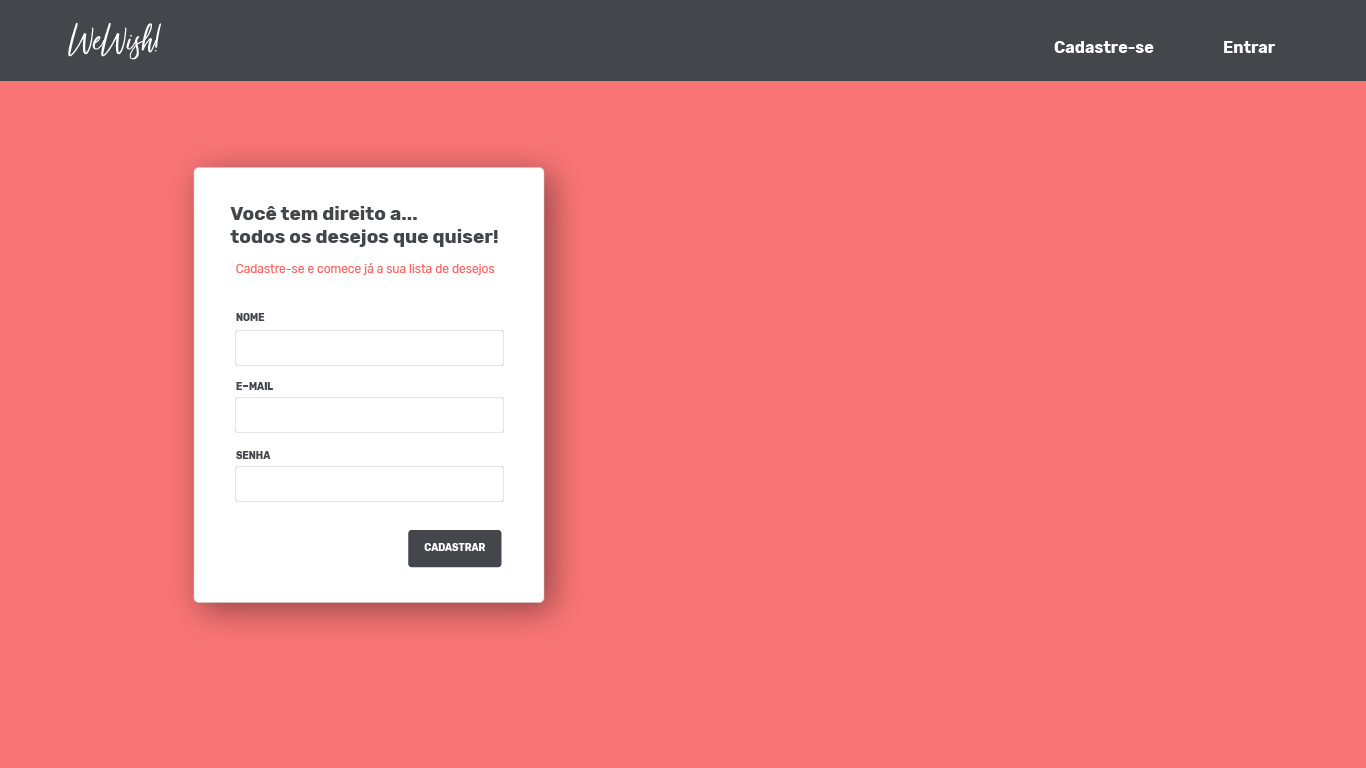 WeWish!
Cadastre-se
Entrar
Você tem direito a...
todos os desejos que quiser!
Cadastre-se e comece já a sua lista de desejos
NOME
E-MAIL
SENHA
CADASTRAR